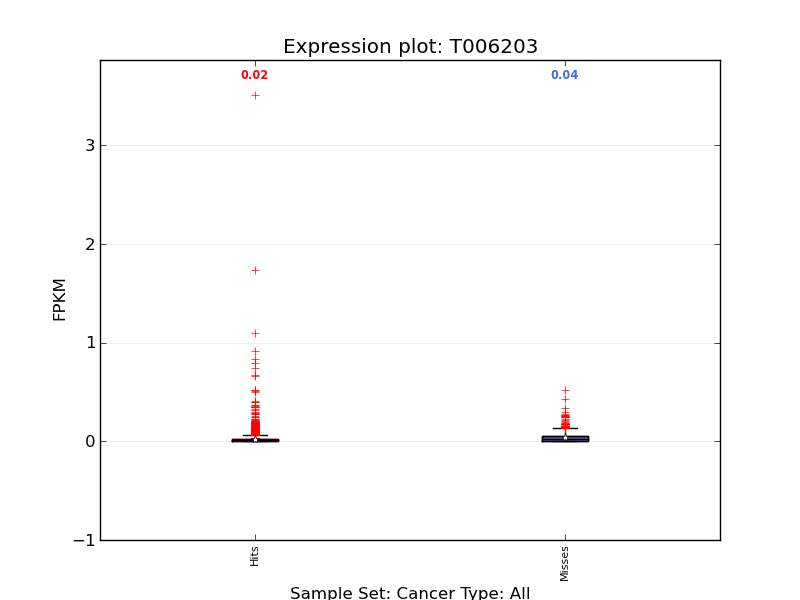 Expression plot: T006203
0.02
0.04
3
2
1
0
−1
FPKM
Hits
Misses
Sample Set: Cancer Type: All